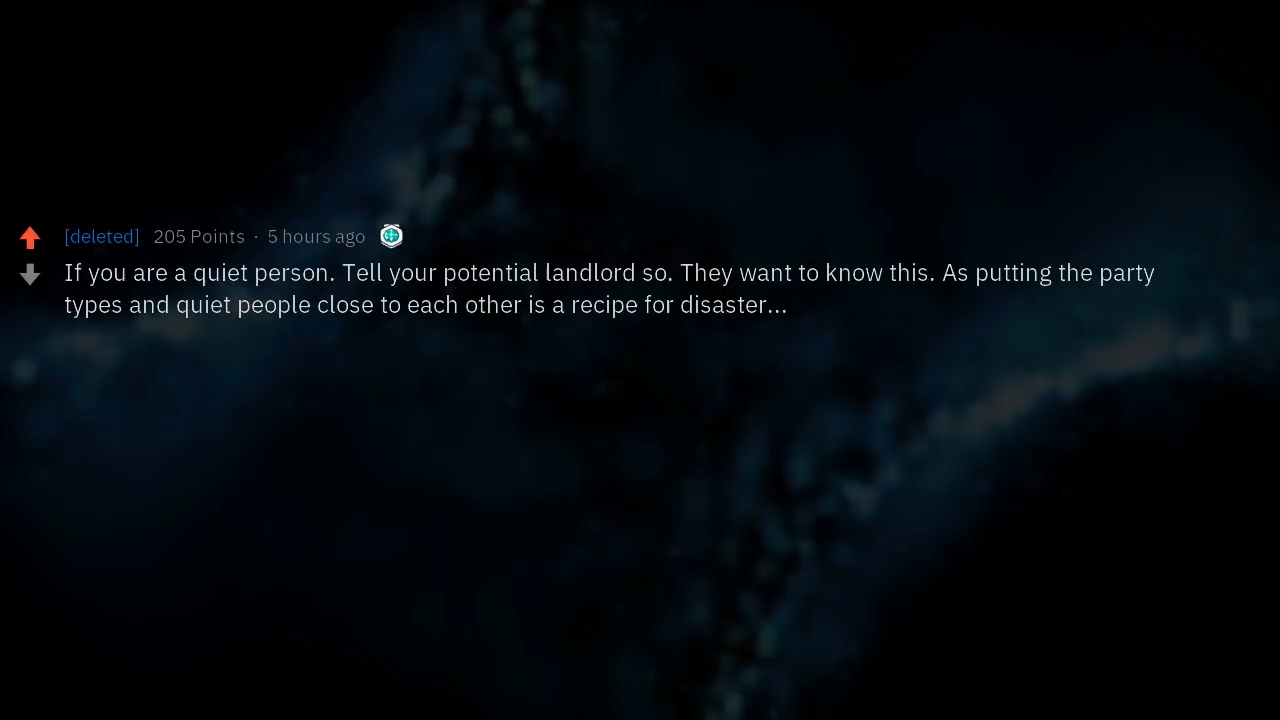 [deleted] 205 Points · 5 hours ago
If you are a quiet person. Tell your potential landlord so. They want to know this. As putting the party
types and quiet people close to each other is a recipe for disaster...